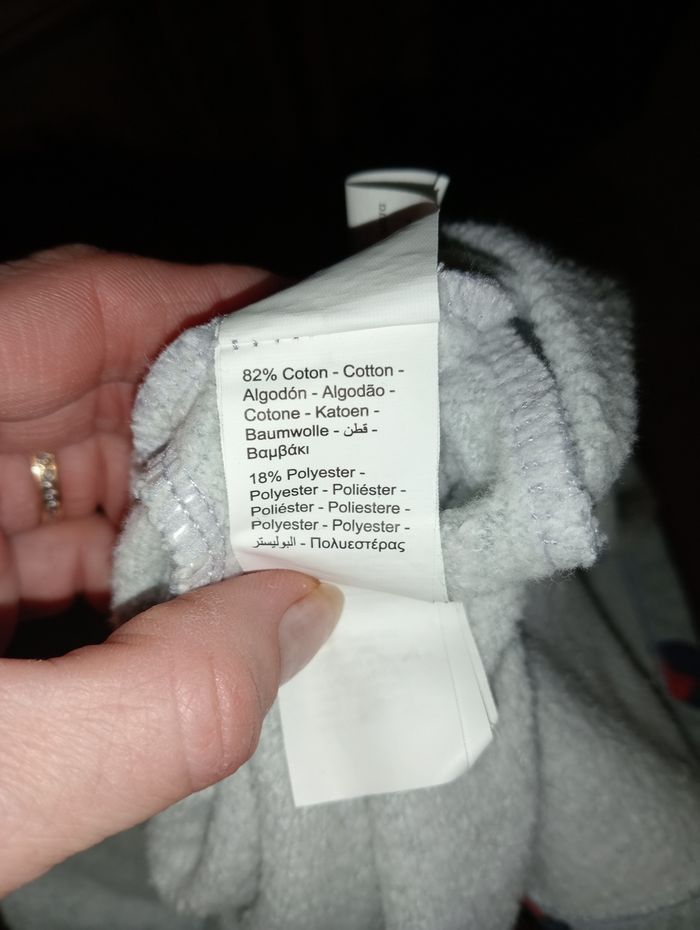 82% Coton - Cotton -
Algodón - Algodão -
Cotone - Katoen -
Baumwolle - قطن -
Βαμβάκι
18% Polyester -
Polyester - Poliéster -
Poliéster - Poliestere -
Polyester - Polyester -
البوليستر - Πολυεστέρας